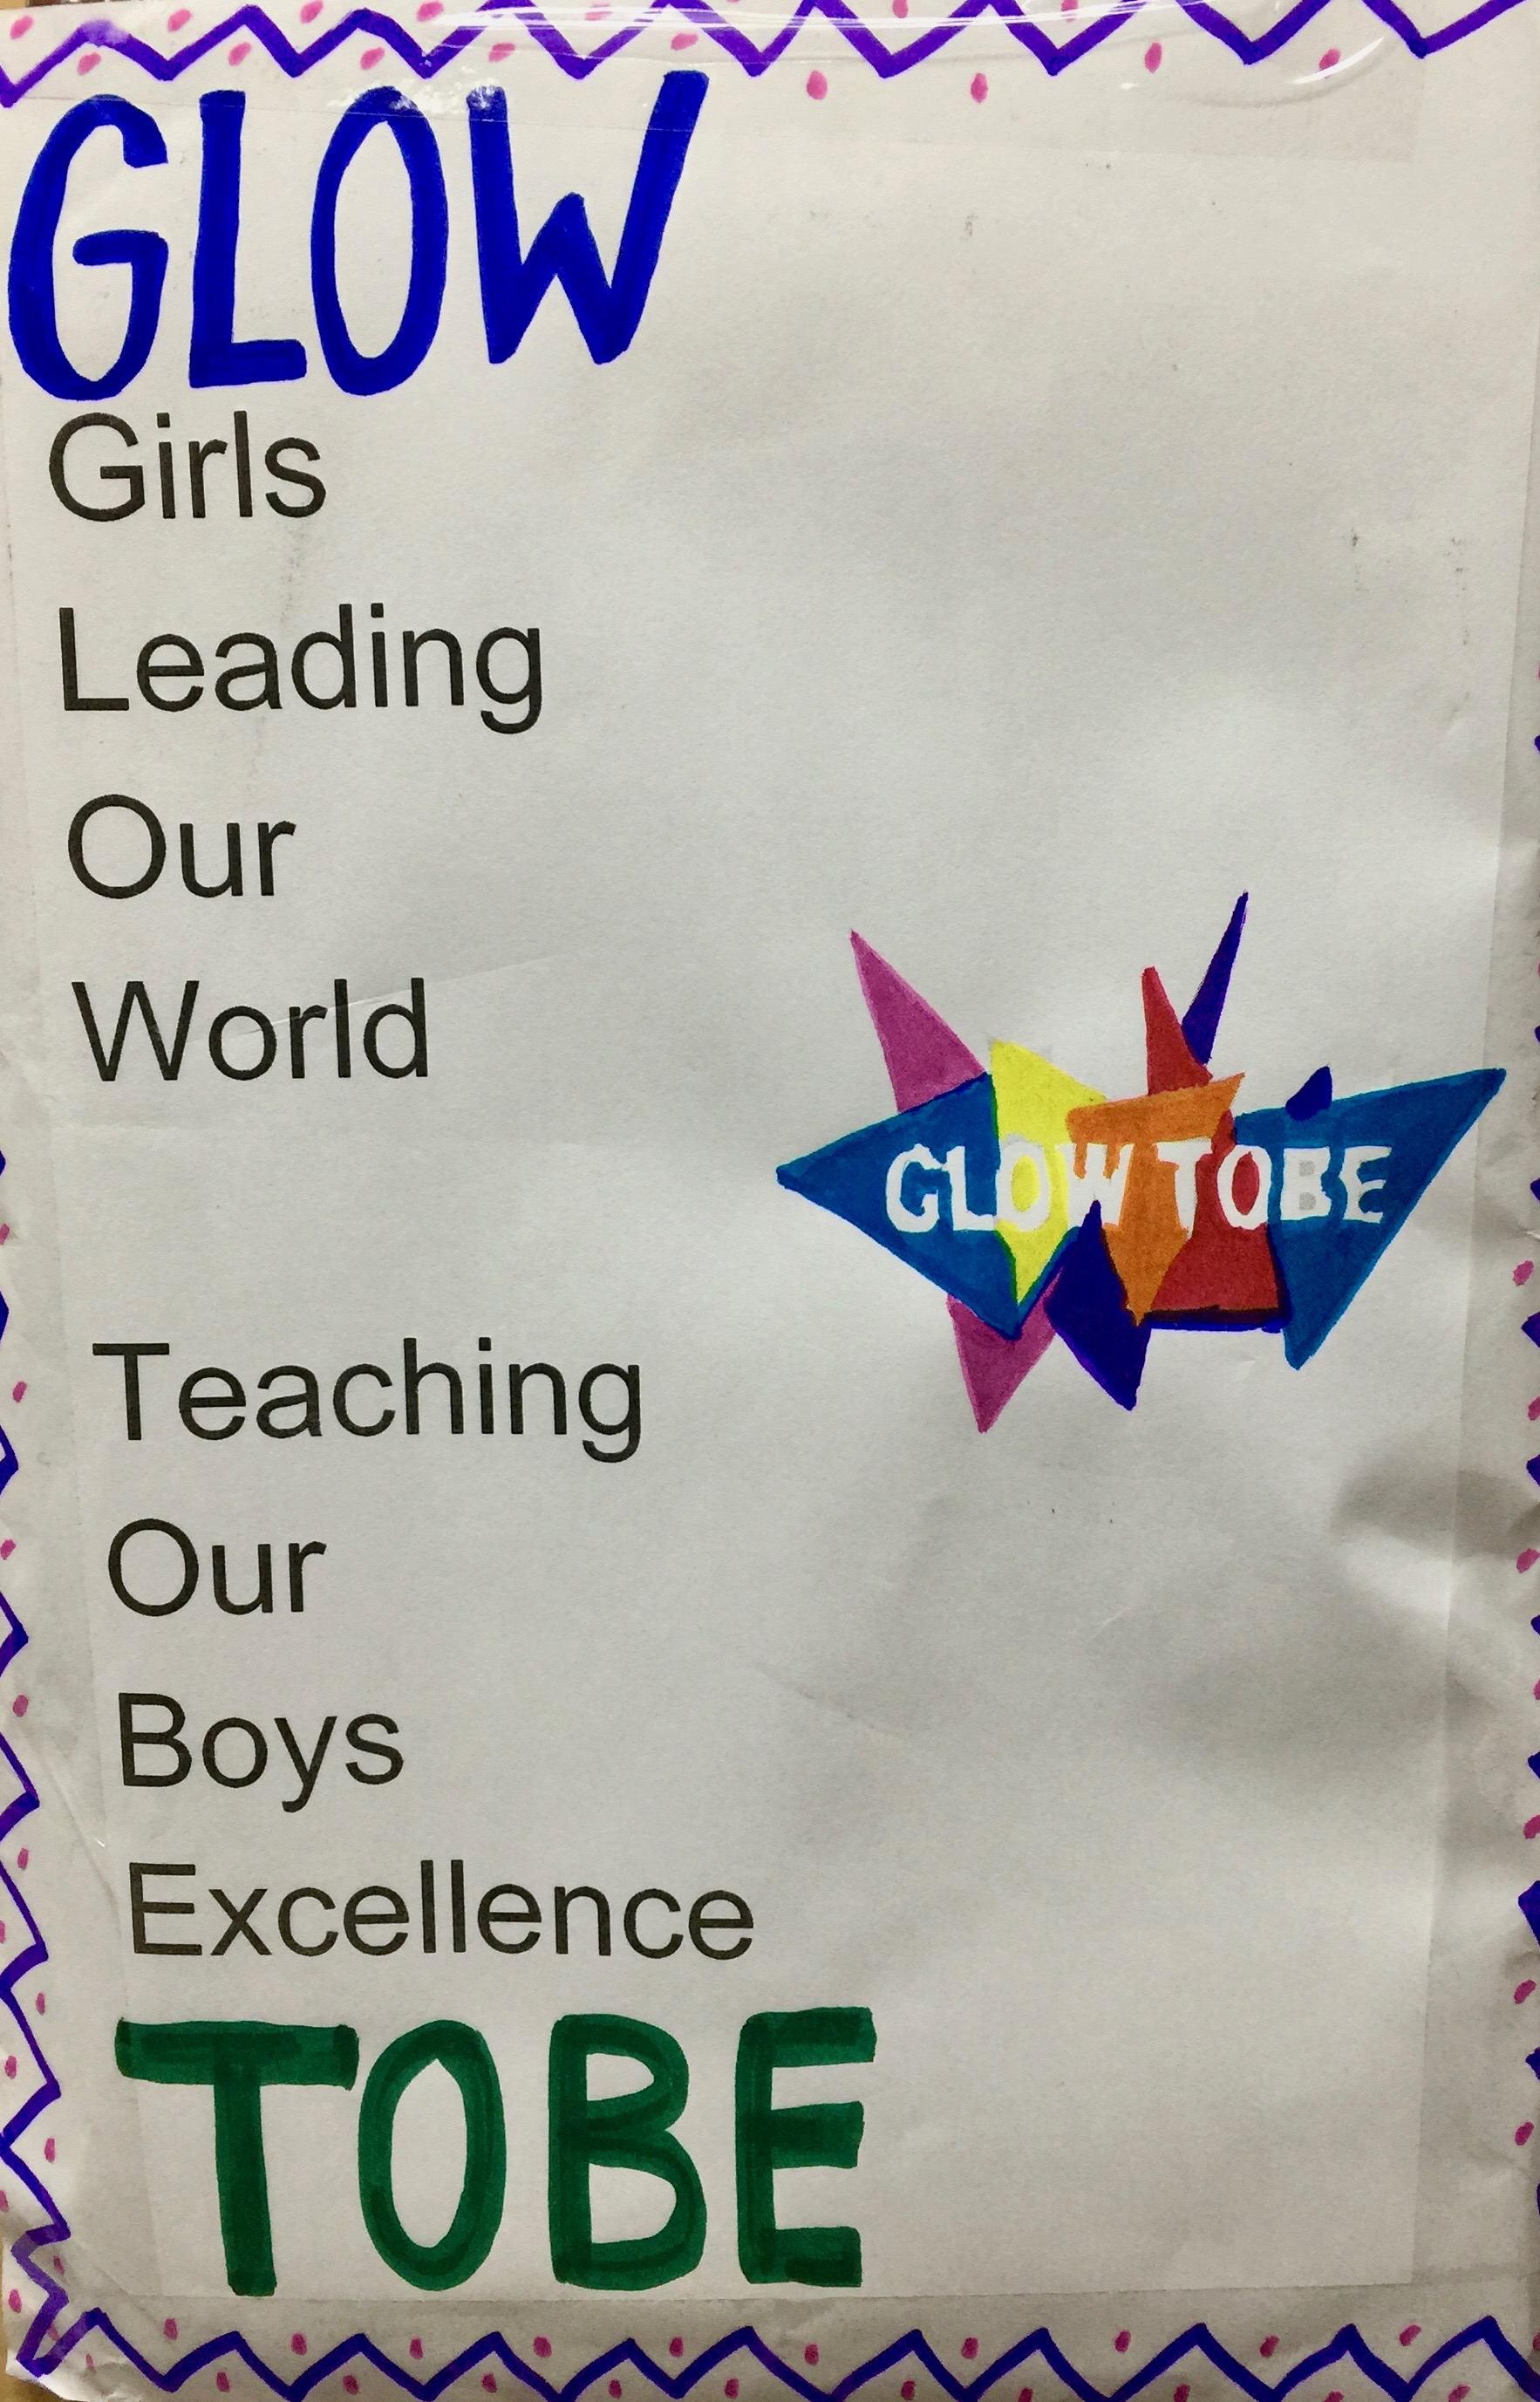 GLOW
Girls
Leading
Our
World
GLOW TOBE
Teaching
Our
Boys
Excellence
TOBE